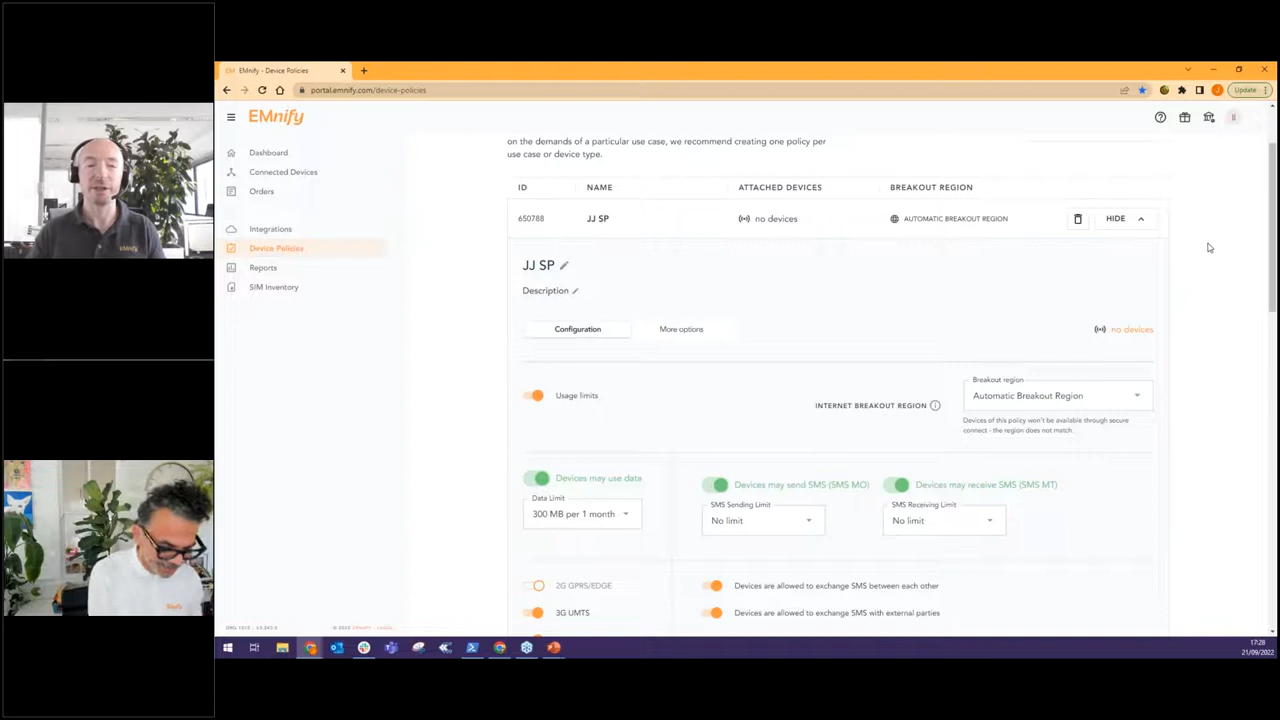 EM EMnify - Device Policies
portal.emnify.com/device-policies
Update
EMnify
Dashboard
Connected Devices
Orders
Integrations
Device Policies
Reports
SIM Inventory
on the demands of a particular use case, we recommend creating one policy per
use case or device type.
ID NAME ATTACHED DEVICES BREAKOUT REGION
650788 JJ SP no devices AUTOMATIC BREAKOUT REGION HIDE
JJ SP
Description
Configuration More options no devices
Usage limits
INTERNET BREAKOUT REGION
Breakout region
Automatic Breakout Region
Devices of this policy won't be available through secure
connect - the region does not match.
Devices may use data
Data Limit
300 MB per 1 month
Devices may send SMS (SMS MO)
SMS Sending Limit
No limit
Devices may receive SMS (SMS MT)
SMS Receiving Limit
No limit
2G GPRS/EDGE
Devices are allowed to exchange SMS between each other
3G UMTS
Devices are allowed to exchange SMS with external parties
17:28
21/09/2022